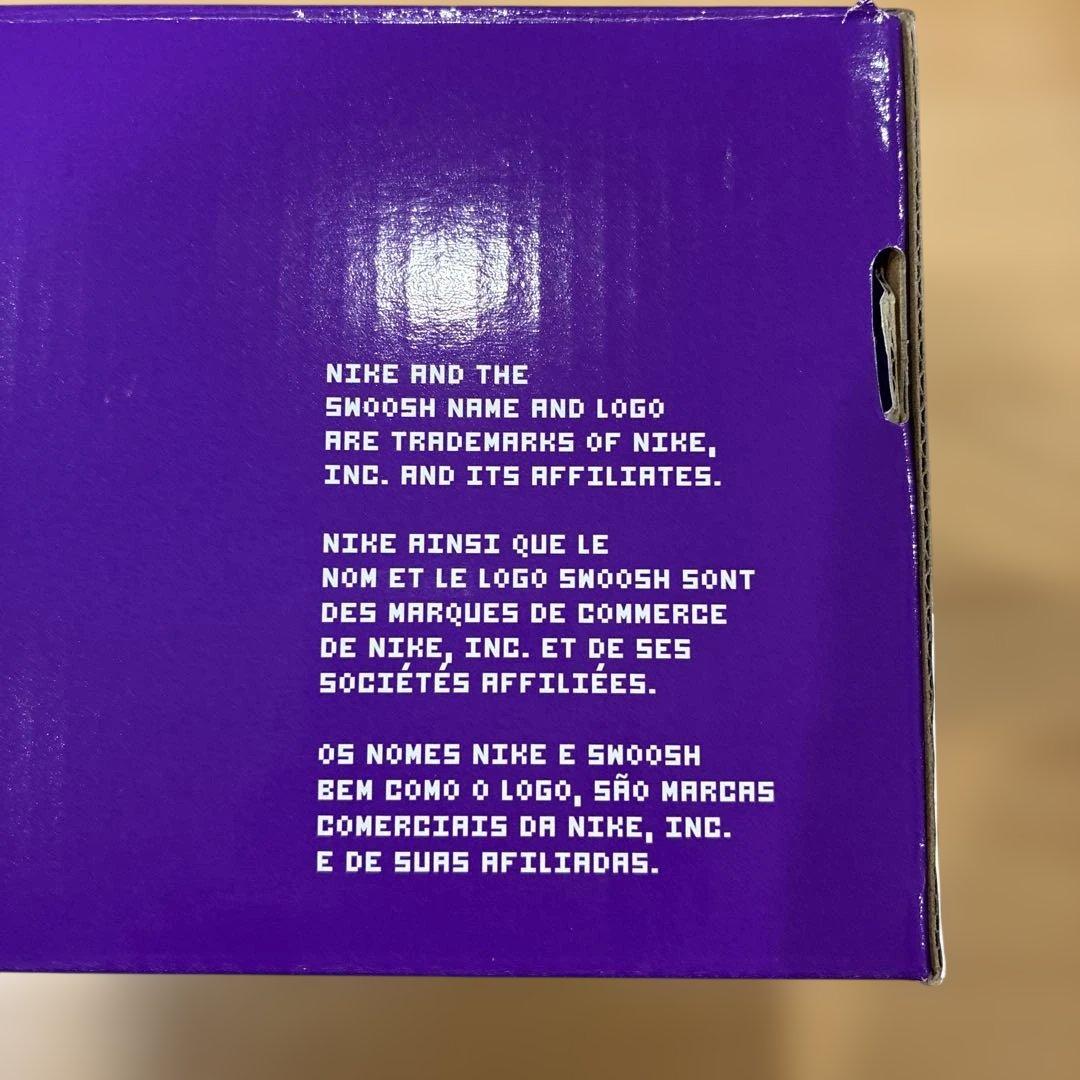 NIKE AND THE
SWOOSH NAME AND LOGO
ARE TRADEMARKS OF NIKE,
INC. AND ITS AFFILIATES.
NIKE AINSI QUE LE
NOM ET LE LOGO SWOOSH SONT
DES MARQUES DE COMMERCE
DE NIKE, INC. ET DE SES
SOCIÉTÉS AFFILIÉES.
OS NOMES NIKE E SWOOSH
BEM COMO O LOGO, SÃO MARCAS
COMERCIAIS DA NIKE, INC.
E DE SUAS AFILIADAS.